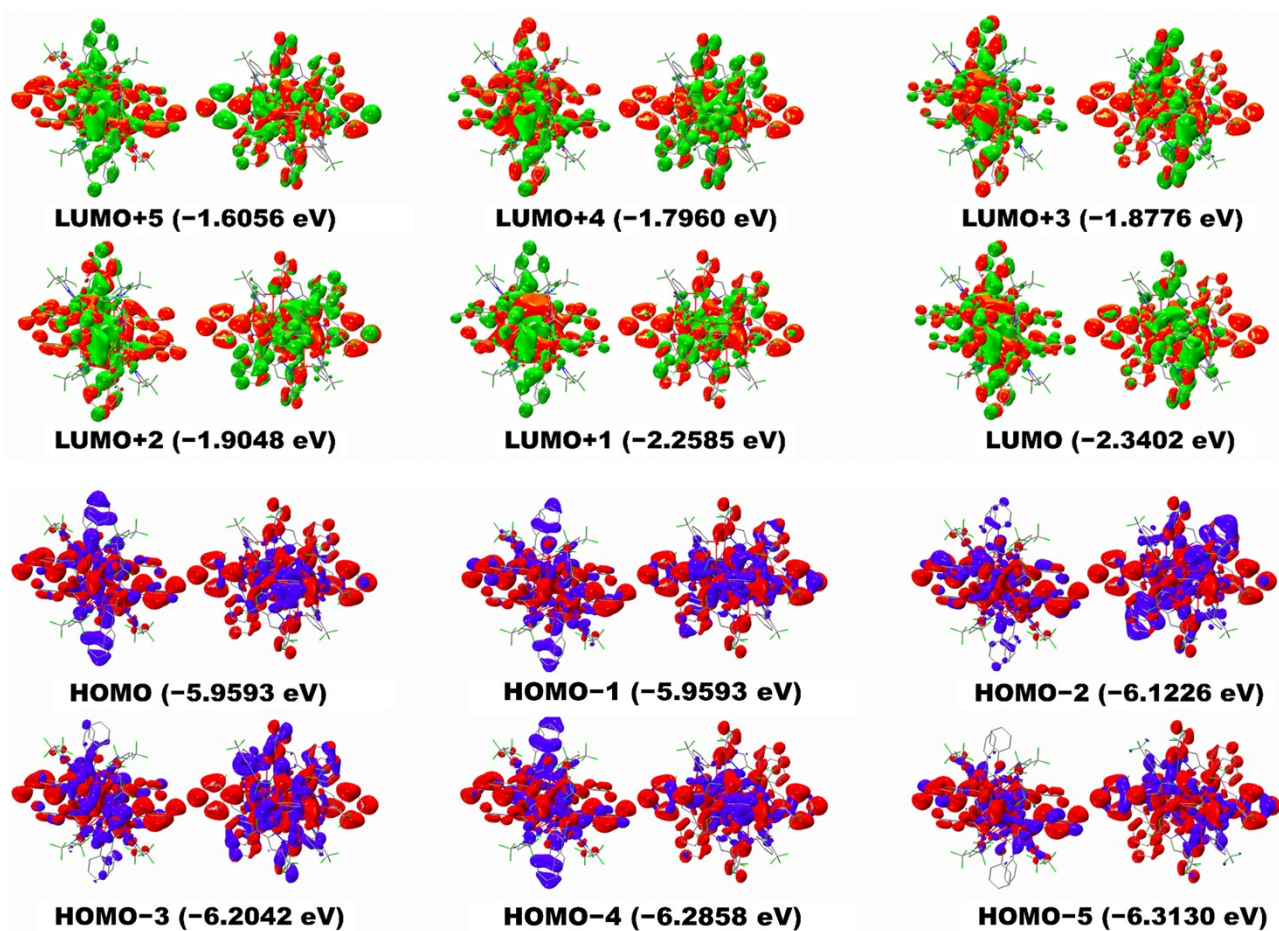 LUMO+5 (−1.6056 eV)
LUMO+4 (−1.7960 eV)
LUMO+3 (−1.8776 eV)
LUMO+2 (−1.9048 eV)
LUMO+1 (−2.2585 eV)
LUMO (−2.3402 eV)
HOMO (−5.9593 eV)
HOMO−1 (−5.9593 eV)
HOMO−2 (−6.1226 eV)
HOMO−3 (−6.2042 eV)
HOMO−4 (−6.2858 eV)
HOMO−5 (−6.3130 eV)